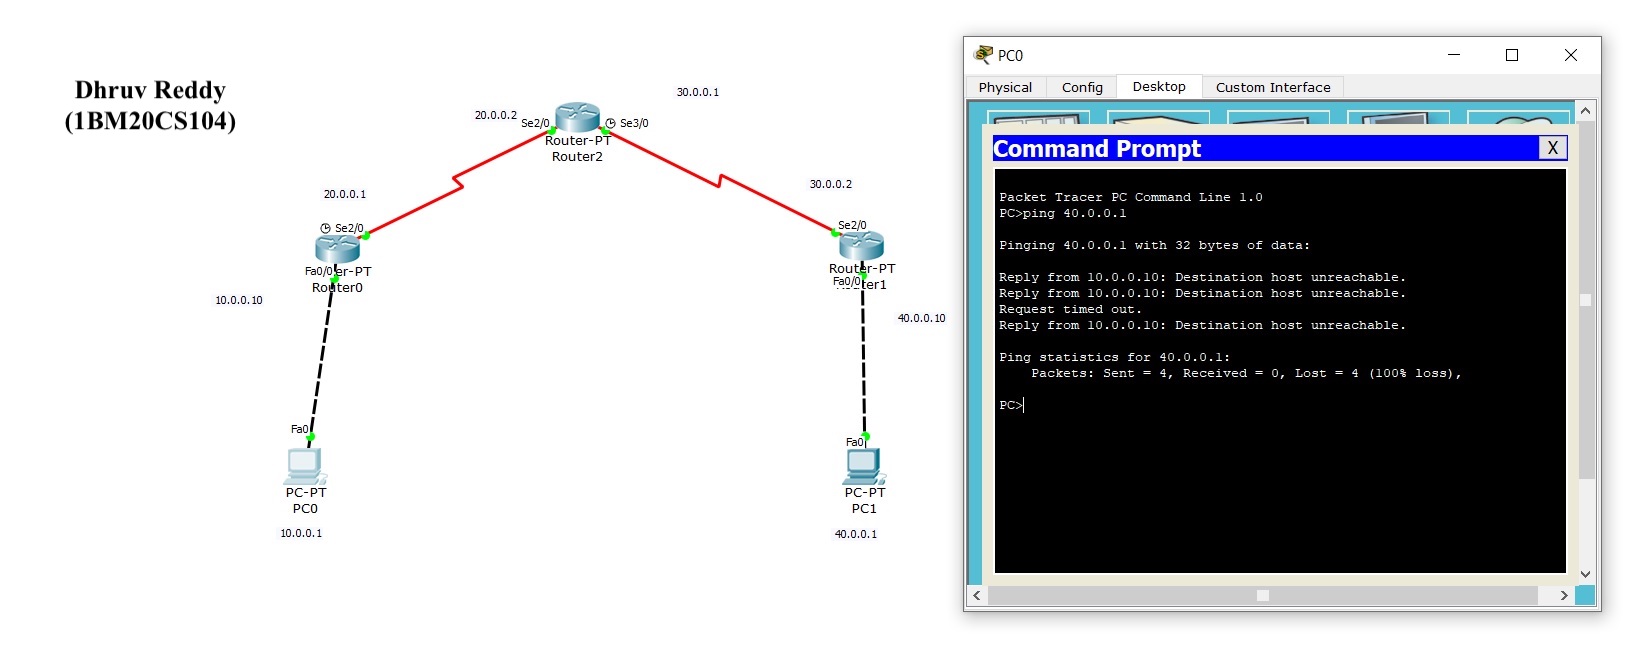 Dhruv Reddy
(1BM20CS104)
30.0.0.1
20.0.0.2
Se2/0
Se3/0
Router-PT
Router2
20.0.0.1
30.0.0.2
Se2/0
Se2/0
Fa0/0
er-PT
Router0
Router-PT
Fa0/0
ter1
10.0.0.10
40.0.0.10
Fa0
Fa0
PC-PT
PC0
PC-PT
PC1
10.0.0.1
40.0.0.1
PC0
Physical Config Desktop Custom Interface
Command Prompt X
Packet Tracer PC Command Line 1.0
PC>ping 40.0.0.1
Pinging 40.0.0.1 with 32 bytes of data:
Reply from 10.0.0.10: Destination host unreachable.
Reply from 10.0.0.10: Destination host unreachable.
Request timed out.
Reply from 10.0.0.10: Destination host unreachable.
Ping statistics for 40.0.0.1:
Packets: Sent = 4, Received = 0, Lost = 4 (100% loss),
PC>